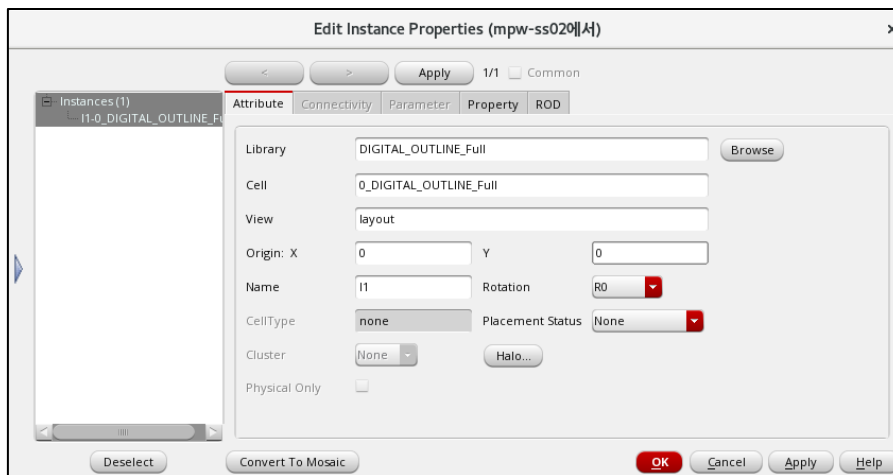 Edit Instance Properties (mpw-ss02에서)
< > Apply 1/1 Common
Instances (1)
I1-0_DIGITAL_OUTLINE_Fu
Attribute Connectivity Parameter Property ROD
Library DIGITAL_OUTLINE_Full Browse
Cell 0_DIGITAL_OUTLINE_Full
View layout
Origin: X 0 Y 0
Name I1 Rotation R0
CellType none Placement Status None
Cluster None Halo...
Physical Only
Deselect Convert To Mosaic OK Cancel Apply Help